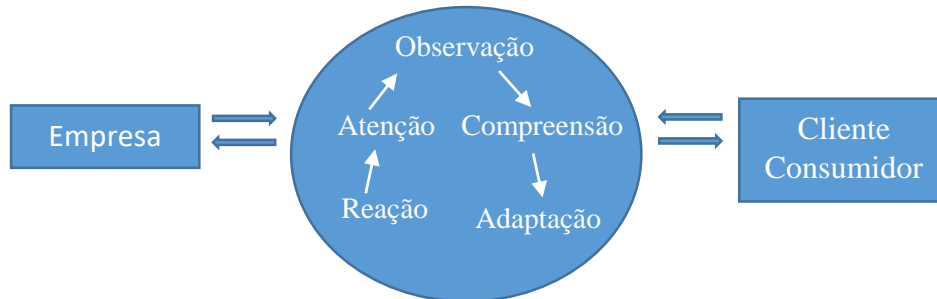 Observação
Empresa
Atenção
Compreensão
Cliente
Consumidor
Reação
Adaptação